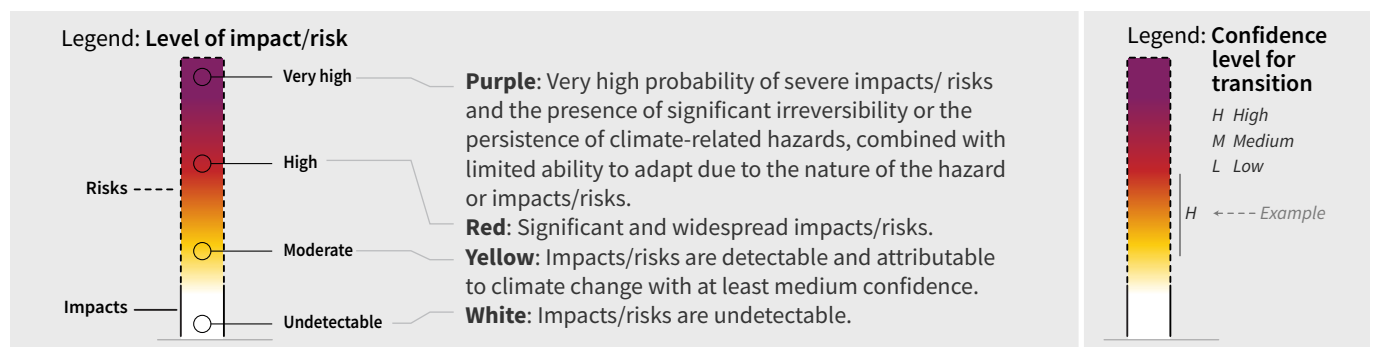 Legend: Level of impact/risk
Very high
High
Risks
Moderate
Impacts
Undetectable
Purple: Very high probability of severe impacts/ risks
and the presence of significant irreversibility or the
persistence of climate-related hazards, combined with
limited ability to adapt due to the nature of the hazard
or impacts/risks.
Red: Significant and widespread impacts/risks.
Yellow: Impacts/risks are detectable and attributable
to climate change with at least medium confidence.
White: Impacts/risks are undetectable.
Legend: Confidence
level for
transition
H High
M Medium
L Low
H
Example